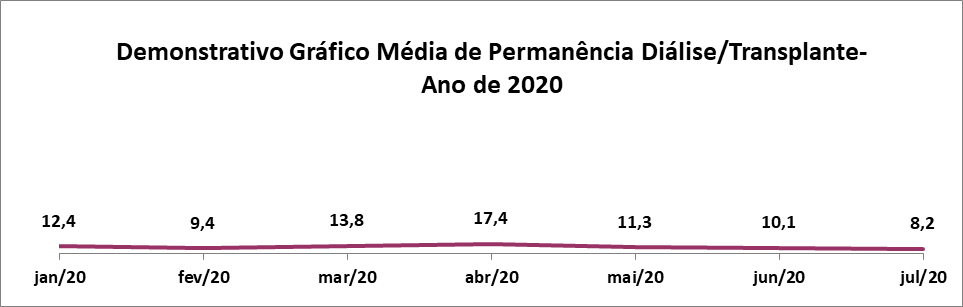 Demonstrativo Gráfico Média de Permanência Diálise/Transplante-
Ano de 2020
12,4 9,4 13,8 17,4 11,3 10,1 8,2
jan/20 fev/20 mar/20 abr/20 mai/20 jun/20 jul/20